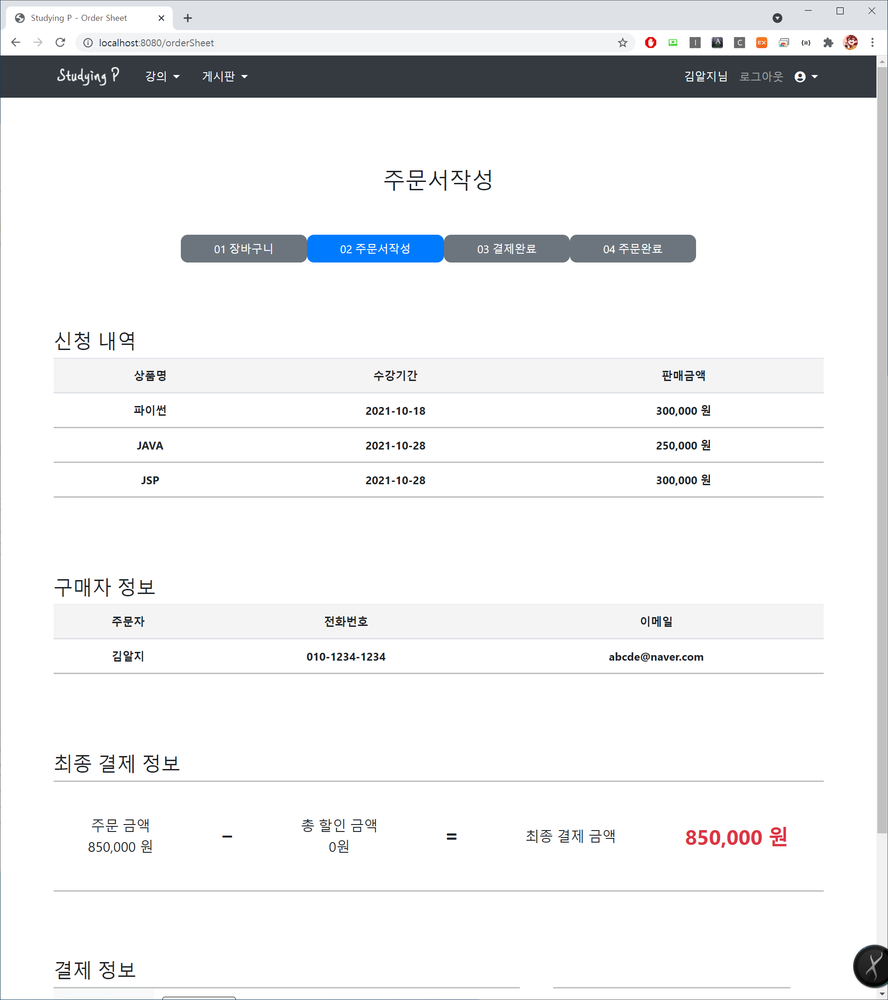 Studying P - Order Sheet
localhost:8080/orderSheet
Studying P 강의 게시판 김알지님 로그아웃
주문서작성
01 장바구니 02 주문서작성 03 결제완료 04 주문완료
신청 내역
상품명 수강기간 판매금액
파이썬 2021-10-18 300,000 원
JAVA 2021-10-28 250,000 원
JSP 2021-10-28 300,000 원
구매자 정보
주문자 전화번호 이메일
김알지 010-1234-1234 abcde@naver.com
최종 결제 정보
주문 금액 총 할인 금액
− = 최종 결제 금액 850,000 원
850,000 원 0원
결제 정보